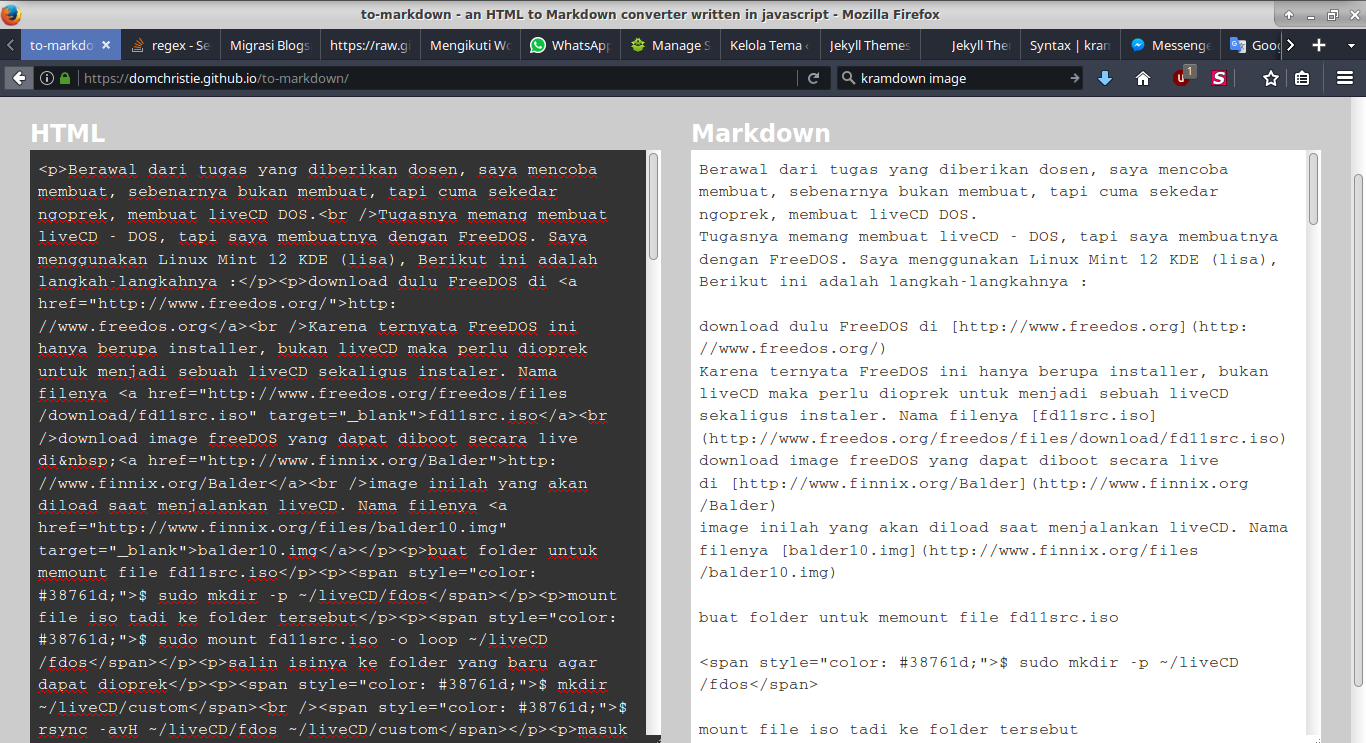 to-markdown - an HTML to Markdown converter written in javascript - Mozilla Firefox
to-markdo
regex - Se
Migrasi Blogs
https://raw.gi
Mengikuti Wo
WhatsApp
Manage S
Kelola Tema
Jekyll Themes
Jekyll The
Syntax | kran
Messenge
Goog
https://domchristie.github.io/to-markdown/
kramdown image
1
HTML
<p>Berawal dari tugas yang diberikan dosen, saya mencoba
membuat, sebenarnya bukan membuat, tapi cuma sekedar
ngoprek, membuat liveCD DOS.<br />Tugasnya memang membuat
liveCD - DOS, tapi saya membuatnya dengan FreeDOS. Saya
menggunakan Linux Mint 12 KDE (lisa), Berikut ini adalah
langkah-langkahnya :</p><p>download dulu FreeDOS di <a
href="http://www.freedos.org/">http:
//www.freedos.org</a><br />Karena ternyata FreeDOS ini
hanya berupa installer, bukan liveCD maka perlu dioprek
untuk menjadi sebuah liveCD sekaligus instaler. Nama
filenya <a href="http://www.freedos.org/freedos/files
/download/fd11src.iso" target="_blank">fd11src.iso</a><br
/>download image freeDOS yang dapat diboot secara live
di&nbsp;<a href="http://www.finnix.org/Balder">http:
//www.finnix.org/Balder</a><br />image inilah yang akan
diload saat menjalankan liveCD. Nama filenya <a
href="http://www.finnix.org/files/balder10.img"
target="_blank">balder10.img</a></p><p>buat folder untuk
memount file fd11src.iso</p><p><span style="color:
#38761d;">$ sudo mkdir -p ~/liveCD/fdos</span></p><p>mount
file iso tadi ke folder tersebut</p><p><span style="color:
#38761d;">$ sudo mount fd11src.iso -o loop ~/liveCD
/fdos</span></p><p>salin isinya ke folder yang baru agar
dapat dioprek</p><p><span style="color: #38761d;">$ mkdir
~/liveCD/custom</span><br /><span style="color: #38761d;">$
rsync -avH ~/liveCD/fdos ~/liveCD/custom</span></p><p>masuk
Markdown
Berawal dari tugas yang diberikan dosen, saya mencoba
membuat, sebenarnya bukan membuat, tapi cuma sekedar
ngoprek, membuat liveCD DOS.
Tugasnya memang membuat liveCD - DOS, tapi saya membuatnya
dengan FreeDOS. Saya menggunakan Linux Mint 12 KDE (lisa),
Berikut ini adalah langkah-langkahnya :
download dulu FreeDOS di [http://www.freedos.org](http:
//www.freedos.org/)
Karena ternyata FreeDOS ini hanya berupa installer, bukan
liveCD maka perlu dioprek untuk menjadi sebuah liveCD
sekaligus instaler. Nama filenya [fd11src.iso]
(http://www.freedos.org/freedos/files/download/fd11src.iso)
download image freeDOS yang dapat diboot secara live
di [http://www.finnix.org/Balder](http://www.finnix.org
/Balder)
image inilah yang akan diload saat menjalankan liveCD. Nama
filenya [balder10.img](http://www.finnix.org/files
/balder10.img)
buat folder untuk memount file fd11src.iso
<span style="color: #38761d;">$ sudo mkdir -p ~/liveCD
/fdos</span>
mount file iso tadi ke folder tersebut